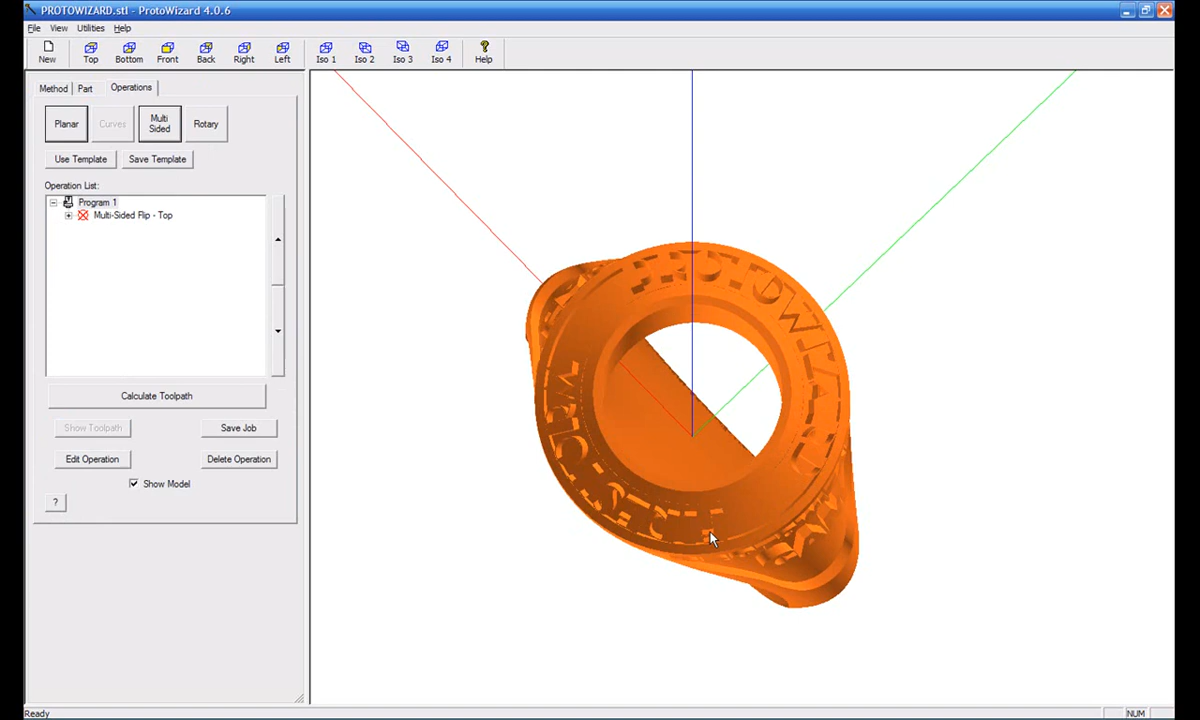 PROTOWIZARD.stl - ProtoWizard 4.0.6
File View Utilities Help
New Top Bottom Front Back Right Left Iso 1 Iso 2 Iso 3 Iso 4 Help
Method Part Operations
Planar Curves Multi Sided Rotary
Use Template Save Template
Operation List:
Program 1
Multi-Sided Flip - Top
Calculate Toolpath
Show Toolpath Save Job
Edit Operation Delete Operation
Show Model
?
PROTOWIZARD
Ready NUM